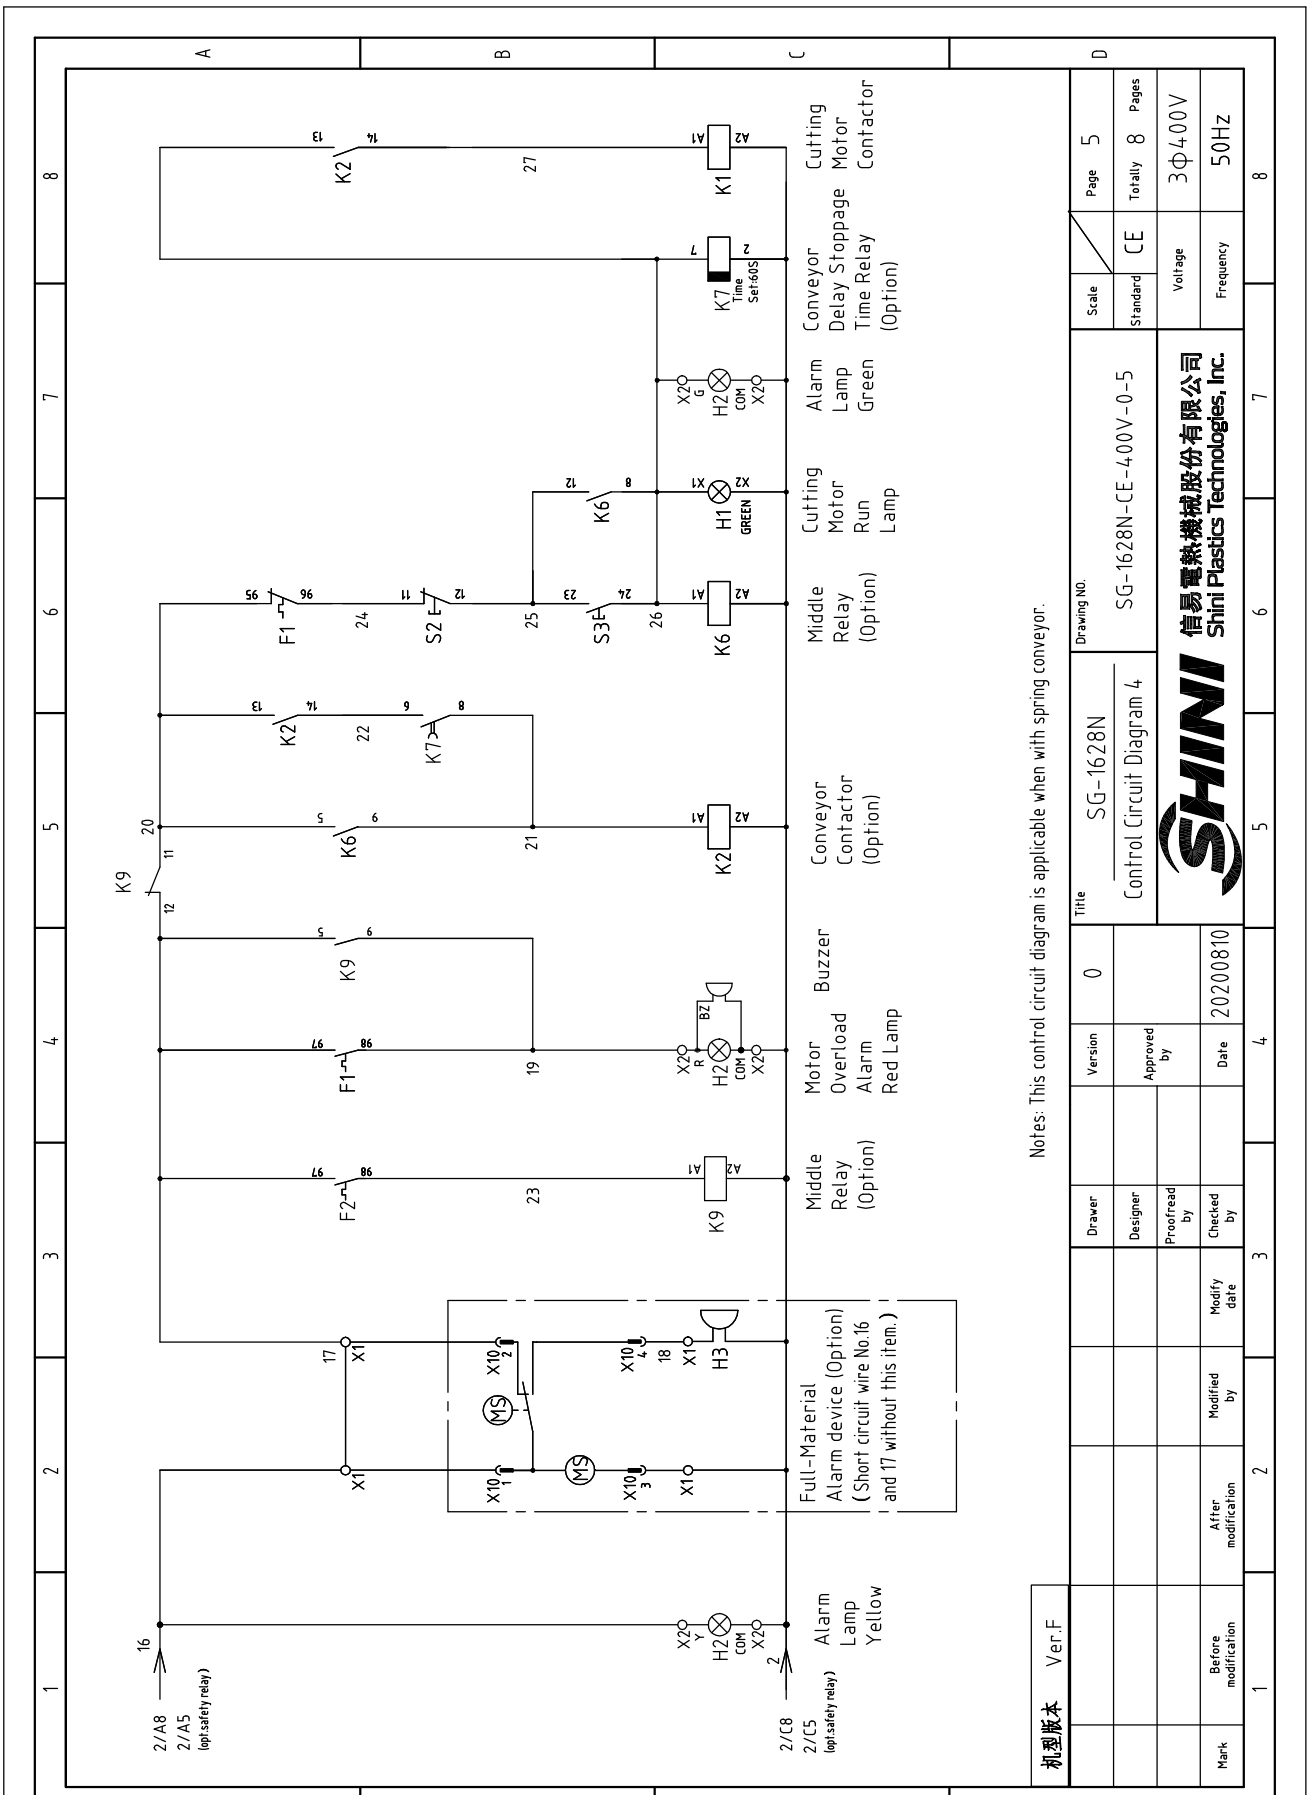 1
2
3
4
5
6
7
8
A
B
C
D
2/A8
2/A5
(opt.safety relay)
16
2/C8
2/C5
(opt.safety relay)
2
X2
Y
H2
COM
X2
Alarm
Lamp
Yellow
X1
17
X1
X10
1
X10
2
MS
MS
X10
3
X10
4
18
X1
X1
H3
Full-Material
Alarm device (Option)
( Short circuit wire No.16
and 17 without this item.)
97
98
F2
23
A1
A2
K9
Middle
Relay
(Option)
97
98
F1
19
X2
R
H2
COM
X2
BZ
Motor
Overload
Alarm
Red Lamp
Buzzer
5
9
K9
K9
12
11
20
5
9
K6
21
A1
A2
K2
Conveyor
Contactor
(Option)
13
14
K2
22
6
8
K7
95
96
F1
24
11
12
S2
25
23
24
S3
26
A1
A2
K6
Middle
Relay
(Option)
12
8
K6
X1
X2
H1
GREEN
Cutting
Motor
Run
Lamp
X2
G
H2
COM
X2
Alarm
Lamp
Green
7
2
K7
Time
Set:60S
Conveyor
Delay Stoppage
Time Relay
(Option)
13
14
K2
27
A1
A2
K1
Cutting
Motor
Contactor
Notes: This control circuit diagram is applicable when with spring conveyor.
机型版本 Ver.F
Mark
Before
modification
After
modification
Modified
by
Modify
date
Drawer
Designer
Proofread
by
Checked
by
Version
0
Approved
by
Date
20200810
Title
SG-1628N
Control Circuit Diagram 4
Drawing NO.
SG-1628N-CE-400V-0-5
Scale
Page 5
Standard
CE
Totally 8 Pages
Voltage
3Φ400V
Frequency
50Hz
SHINI
信易電熱機械股份有限公司
Shini Plastics Technologies, Inc.
1
2
3
4
5
6
7
8